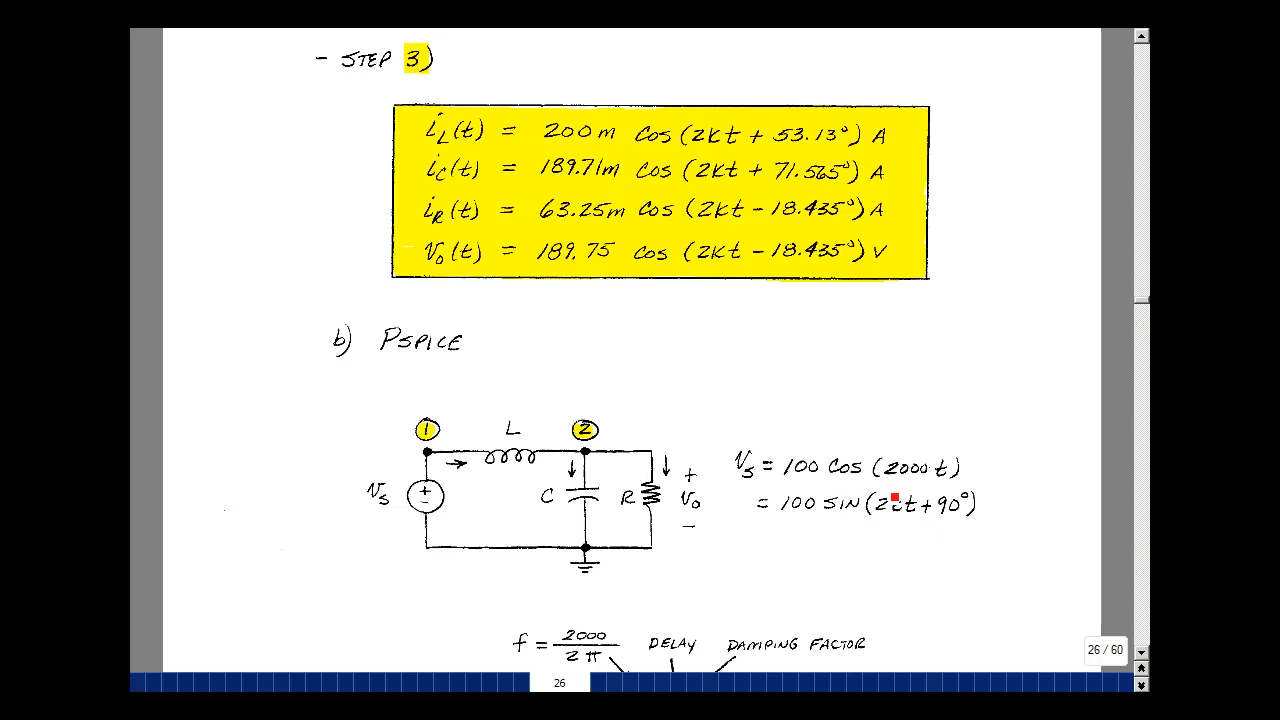 - STEP 3)
iL(t) = 200m cos(2kt + 53.13°) A
iC(t) = 189.71m cos(2kt + 71.565°) A
iR(t) = 63.25m cos(2kt - 18.435°) A
vo(t) = 189.75 cos(2kt - 18.435°) V
b) PSPICE
1 L 2
vs + - C R + vo -
vs = 100 cos(2000t)
= 100 SIN(2kt + 90°)
f = 2000 / 2π DELAY DAMPING FACTOR
26 / 60
26